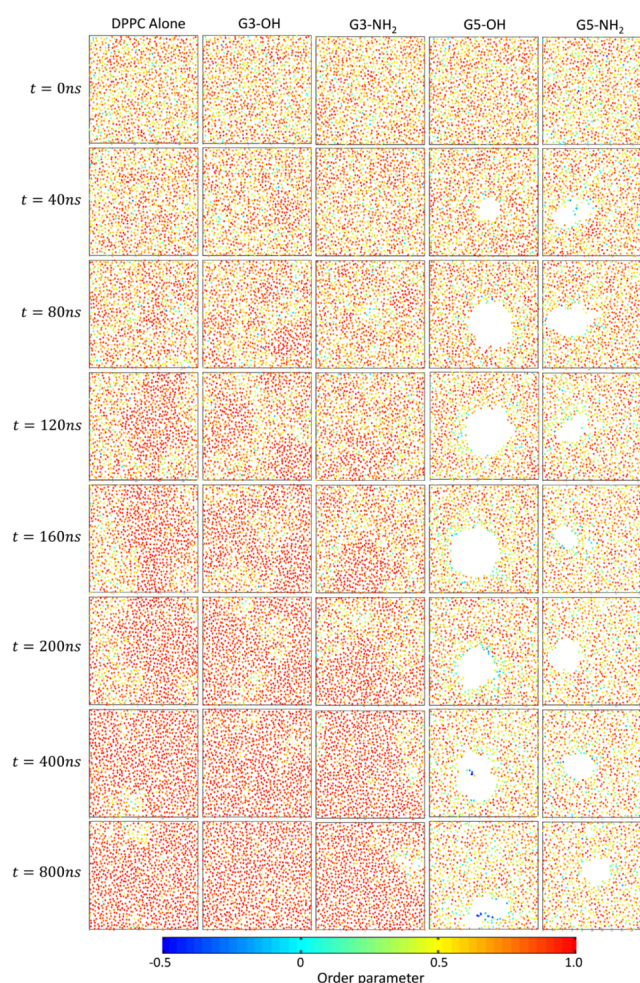 DPPC Alone G3-OH G3-NH₂ G5-OH G5-NH₂
t = 0ns
t = 40ns
t = 80ns
t = 120ns
t = 160ns
t = 200ns
t = 400ns
t = 800ns
-0.5 0 0.5 1.0
Order parameter